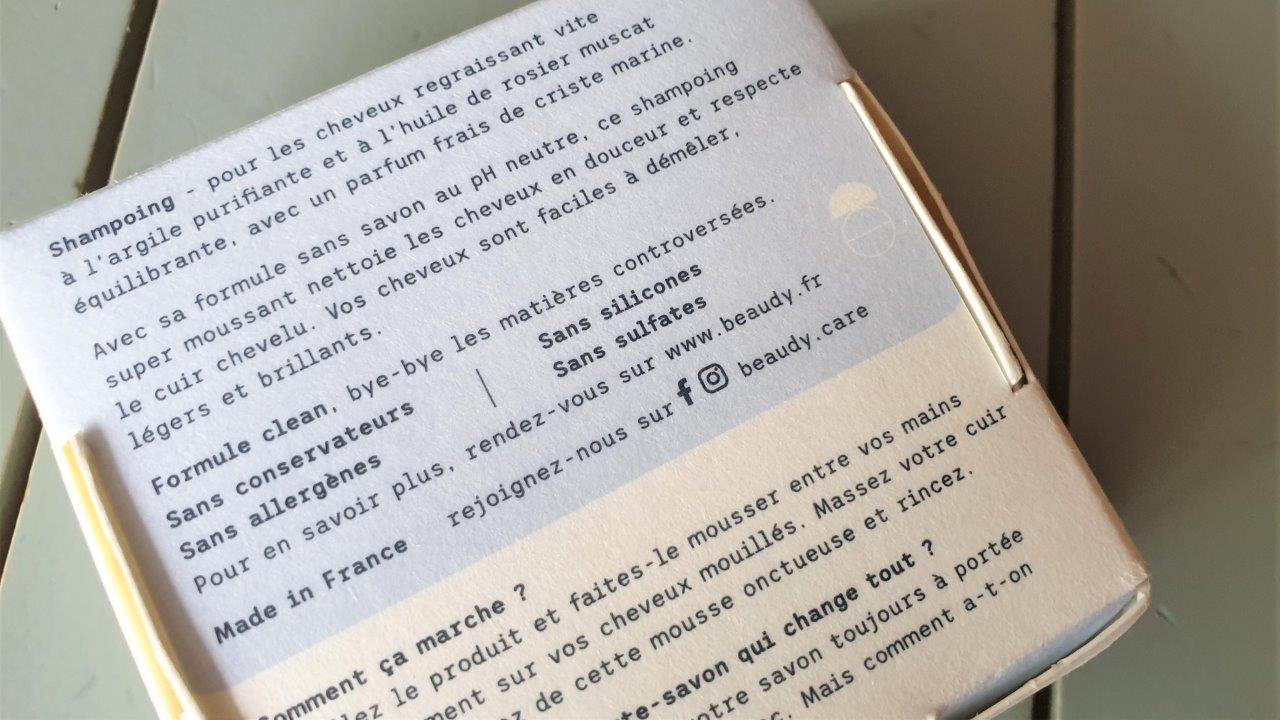 Shampoing - pour les cheveux regraissant vite
à l'argile purifiante et à l'huile de rosier muscat
équilibrante, avec un parfum frais de criste marine.
Avec sa formule sans savon au pH neutre, ce shampoing
super moussant nettoie les cheveux en douceur et respecte
le cuir chevelu. Vos cheveux sont faciles à démêler,
légers et brillants.
Formule clean, bye-bye les matières controversées.
Sans conservateurs | Sans silicones
Sans allergènes Sans sulfates
Pour en savoir plus, rendez-vous sur www.beaudy.fr
Made in France rejoignez-nous sur beaudy.care
Comment ça marche ?
le produit et faites-le mousser entre vos mains
sur vos cheveux mouillés. Massez votre cuir
de cette mousse onctueuse et rincez.
-savon qui change tout ?
savon toujours à portée
Mais comment a-t-on